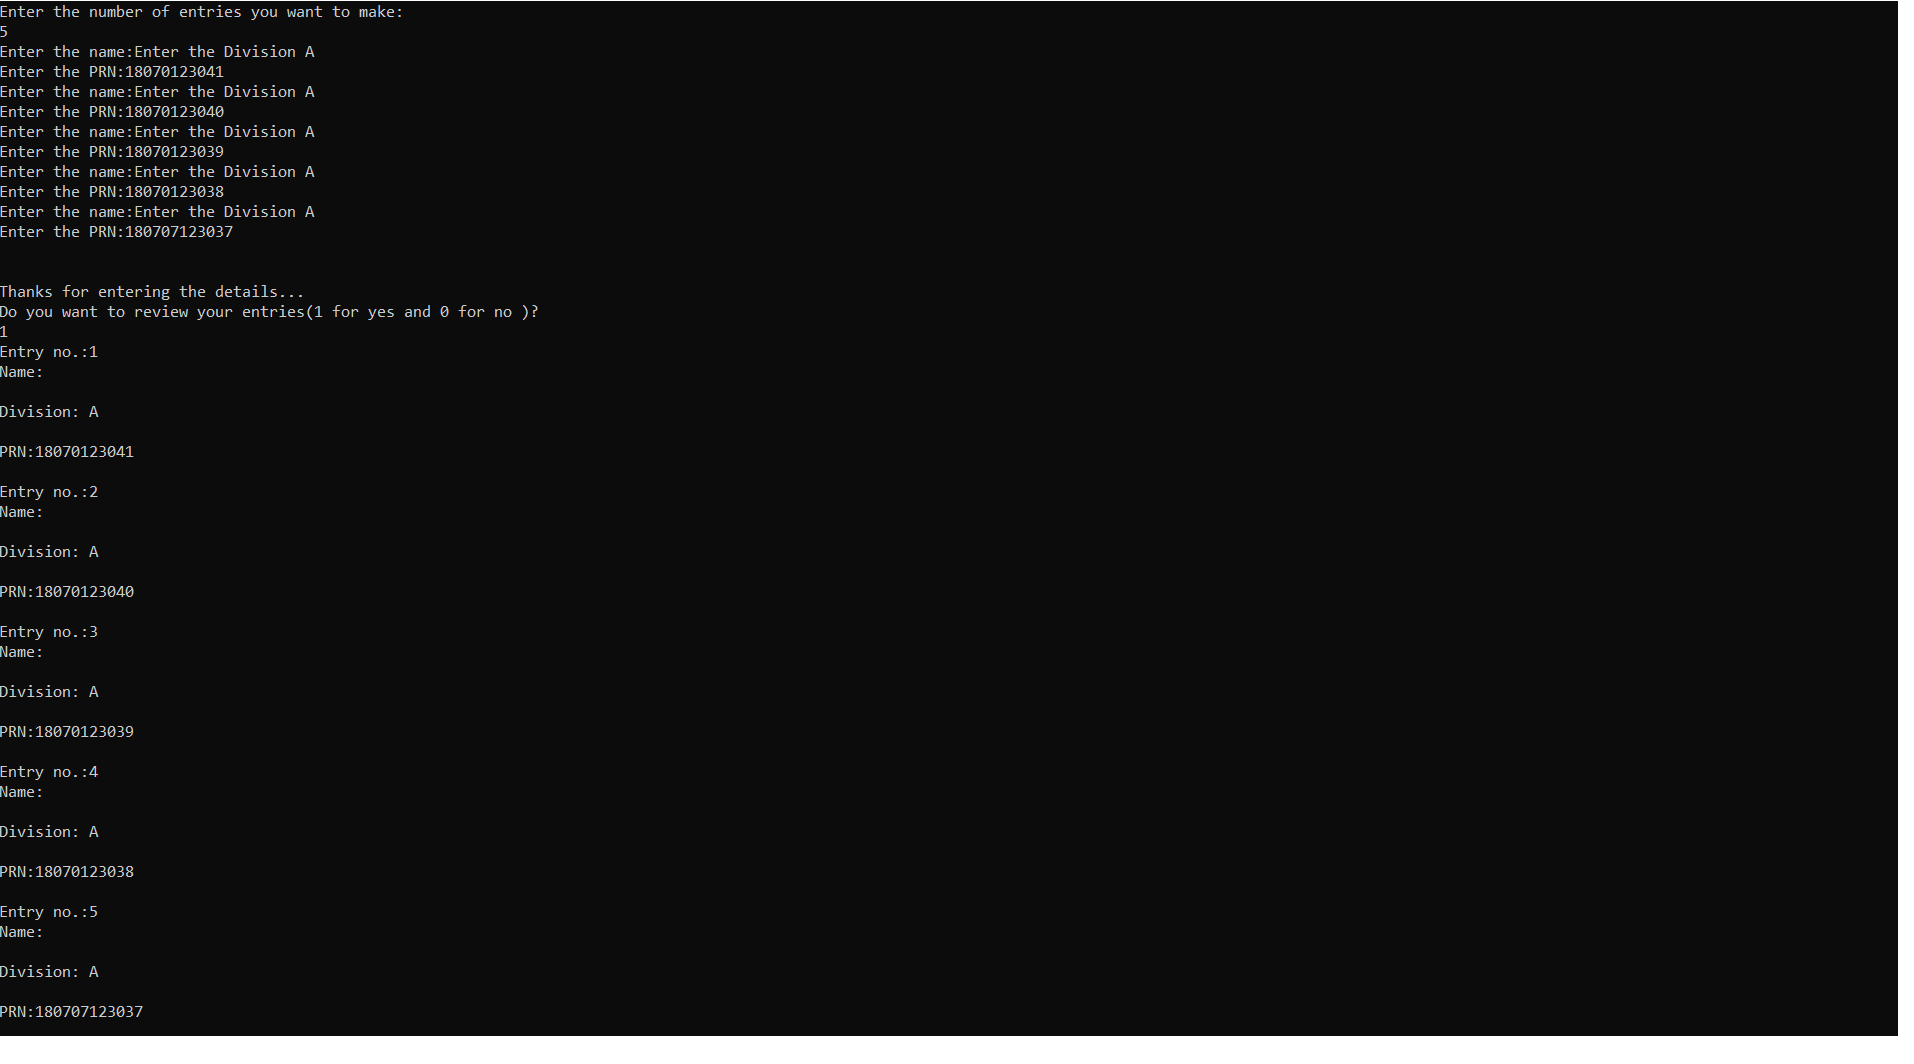 Enter the number of entries you want to make:
5
Enter the name:Enter the Division A
Enter the PRN:18070123041
Enter the name:Enter the Division A
Enter the PRN:18070123040
Enter the name:Enter the Division A
Enter the PRN:18070123039
Enter the name:Enter the Division A
Enter the PRN:18070123038
Enter the name:Enter the Division A
Enter the PRN:180707123037
Thanks for entering the details...
Do you want to review your entries(1 for yes and 0 for no )?
1
Entry no.:1
Name:
Division: A
PRN:18070123041
Entry no.:2
Name:
Division: A
PRN:18070123040
Entry no.:3
Name:
Division: A
PRN:18070123039
Entry no.:4
Name:
Division: A
PRN:18070123038
Entry no.:5
Name:
Division: A
PRN:180707123037